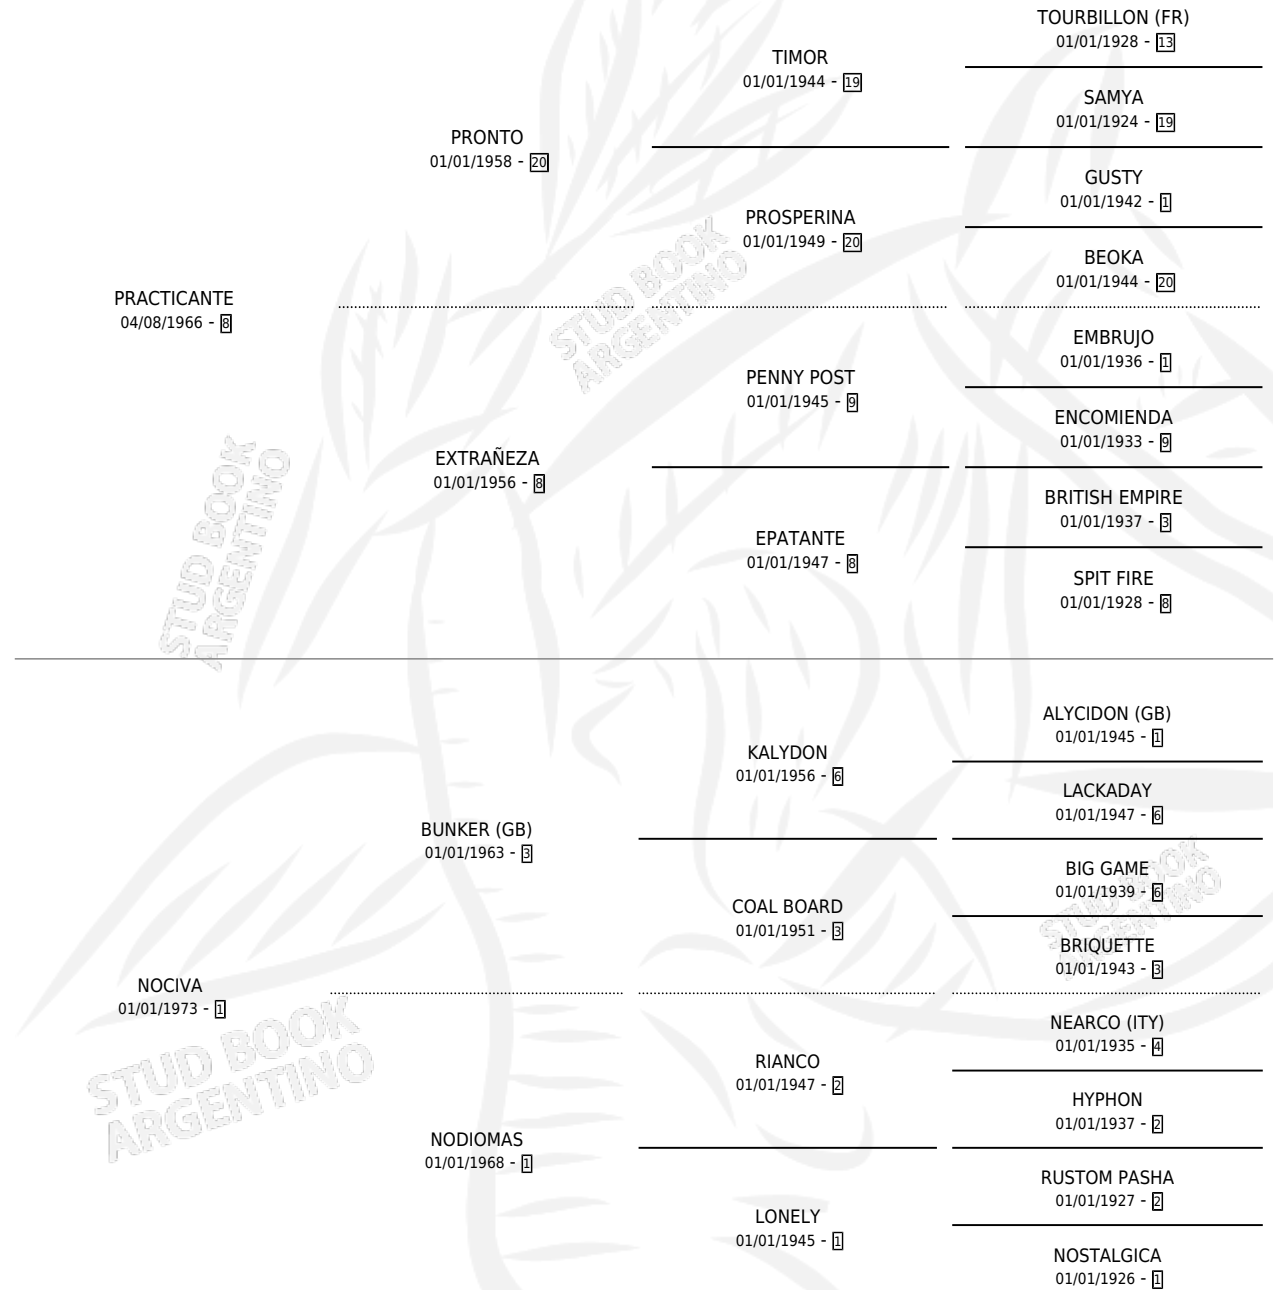 TOURBILLON (FR)
01/01/1928 - 13
TIMOR
01/01/1944 - 19
SAMYA
01/01/1924 - 19
PRONTO
01/01/1958 - 20
GUSTY
01/01/1942 - 1
PROSPERINA
01/01/1949 - 20
BEOKA
01/01/1944 - 20
PRACTICANTE
04/08/1966 - 8
EMBRUJO
01/01/1936 - 1
PENNY POST
01/01/1945 - 9
ENCOMIENDA
01/01/1933 - 9
EXTRAÑEZA
01/01/1956 - 8
BRITISH EMPIRE
01/01/1937 - 3
EPATANTE
01/01/1947 - 8
SPIT FIRE
01/01/1928 - 8
STUD BOOK
ARGENTINO
STUD BOOK
ARGENTINO
ALYCIDON (GB)
01/01/1945 - 1
KALYDON
01/01/1956 - 6
LACKADAY
01/01/1947 - 6
BUNKER (GB)
01/01/1963 - 3
BIG GAME
01/01/1939 - 6
COAL BOARD
01/01/1951 - 3
BRIQUETTE
01/01/1943 - 3
NOCIVA
01/01/1973 - 1
NEARCO (ITY)
01/01/1935 - 4
RIANCO
01/01/1947 - 2
HYPHON
01/01/1937 - 2
NODIOMAS
01/01/1968 - 1
RUSTOM PASHA
01/01/1927 - 2
LONELY
01/01/1945 - 1
NOSTALGICA
01/01/1926 - 1
STUD BOOK
ARGENTINO
STUD BOOK
ARGENTINO